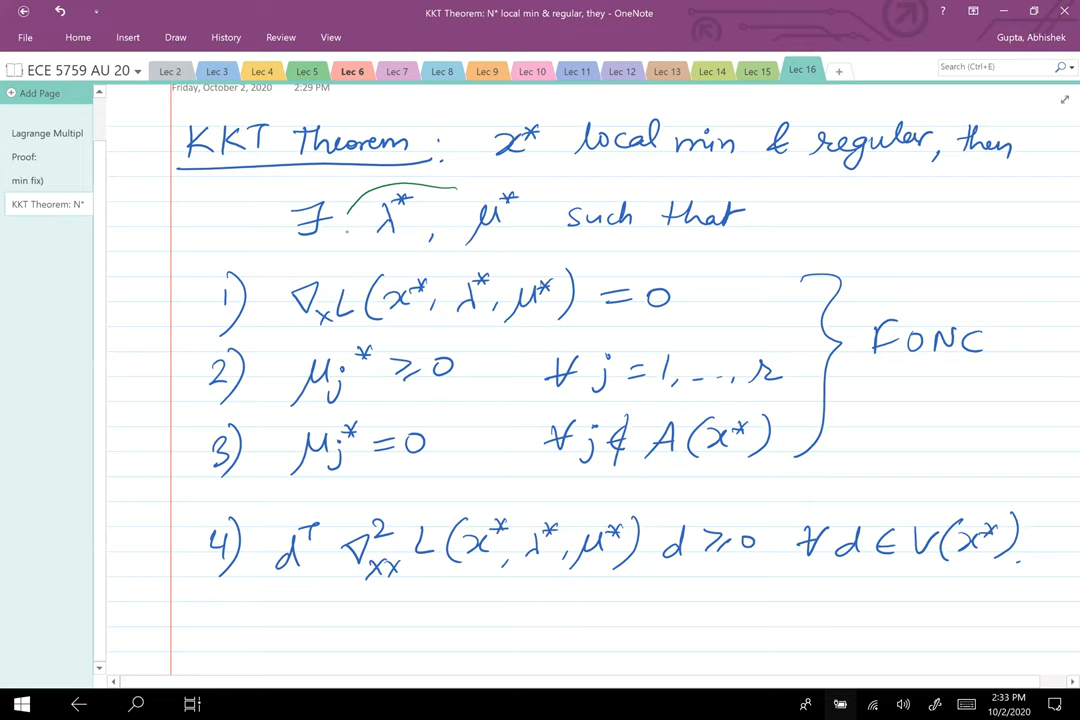 KKT Theorem: N* local min & regular, they - OneNote
Gupta, Abhishek
File Home Insert Draw History Review View
ECE 5759 AU 20 Lec 2 Lec 3 Lec 4 Lec 5 Lec 6 Lec 7 Lec 8 Lec 9 Lec 10 Lec 11 Lec 12 Lec 13 Lec 14 Lec 15 Lec 16 Search (Ctrl+E)
Add Page
Lagrange Multipl
Proof:
min fix)
KKT Theorem: N*
Friday, October 2, 2020 2:29 PM
KKT Theorem: x* local min & regular, then
∃ λ*, μ* such that
1) ∇ₓL(x*, λ*, μ*) = 0
2) μⱼ* ≥ 0 ∀ j = 1, ..., r
3) μⱼ* = 0 ∀ j ∉ A(x*)
FONC
4) dᵀ ∇²ₓₓ L(x*, λ*, μ*) d ≥ 0 ∀ d ∈ V(x*).
2:33 PM
10/2/2020